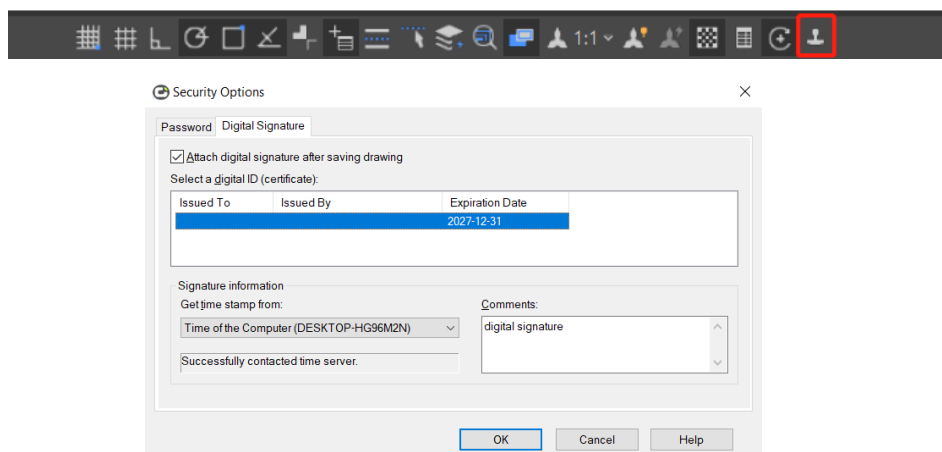 1:1
Security Options
Password Digital Signature
Attach digital signature after saving drawing
Select a digital ID (certificate):
Issued To Issued By Expiration Date
2027-12-31
Signature information
Get time stamp from: Comments:
Time of the Computer (DESKTOP-HG96M2N) digital signature
Successfully contacted time server.
OK Cancel Help